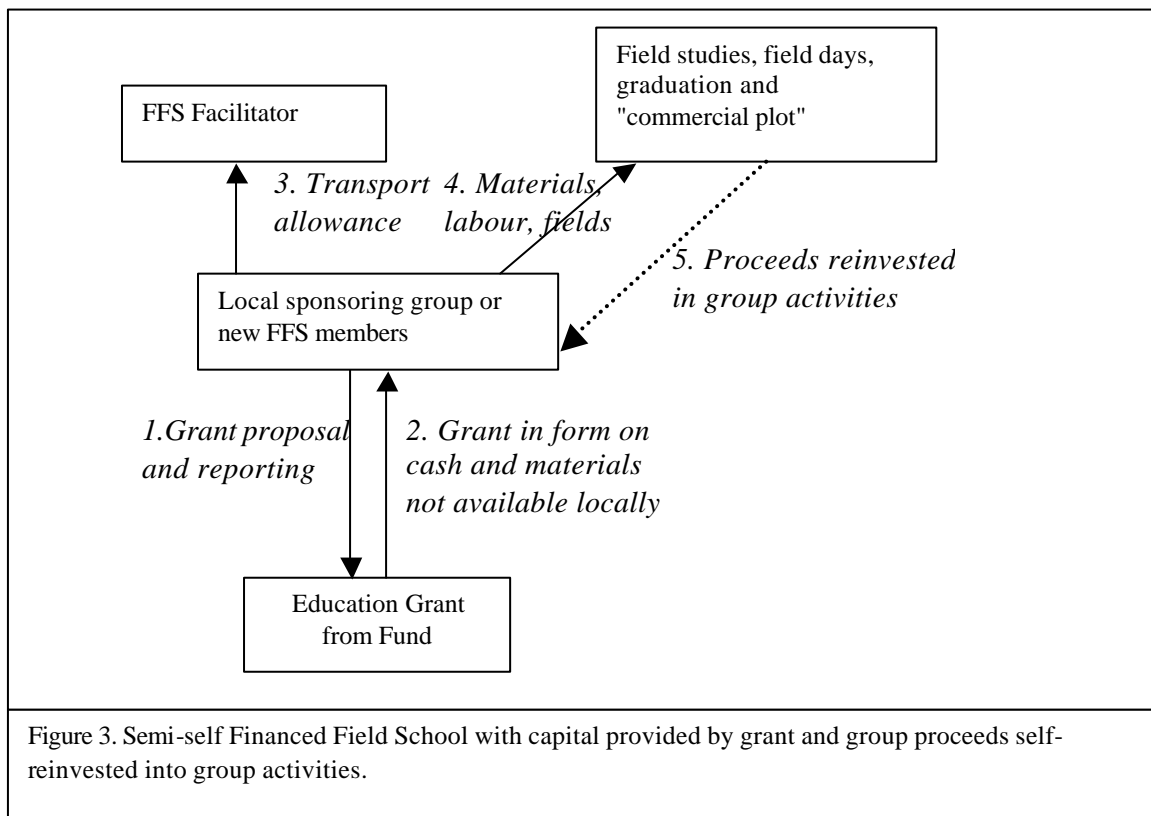 Field studies, field days,
graduation and
"commercial plot"
FFS Facilitator
3. Transport
allowance
4. Materials,
labour, fields
5. Proceeds reinvested
in group activities
Local sponsoring group or
new FFS members
1.Grant proposal
and reporting
2. Grant in form on
cash and materials
not available locally
Education Grant
from Fund
Figure 3. Semi-self Financed Field School with capital provided by grant and group proceeds self-
reinvested into group activities.